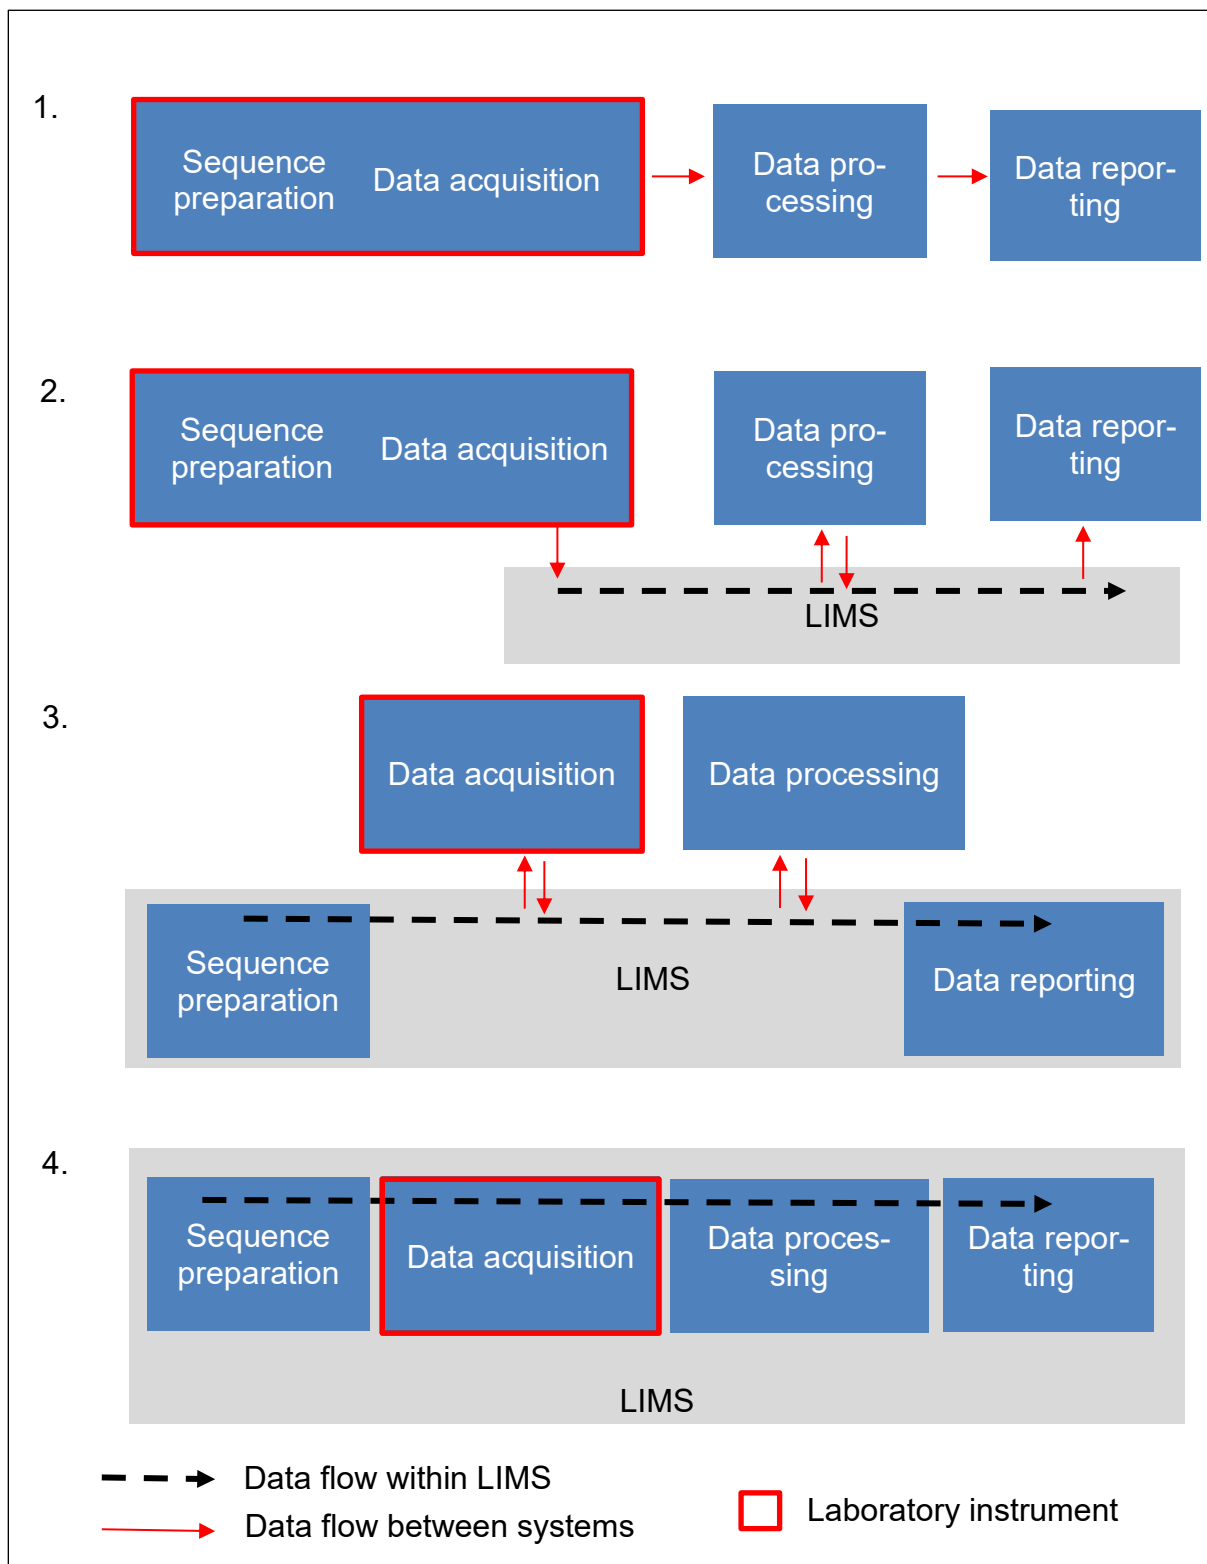 1.
Sequence
preparation
Data acquisition
Data pro-
cessing
Data repor-
ting
2.
Sequence
preparation
Data acquisition
Data pro-
cessing
Data repor-
ting
LIMS
3.
Data acquisition
Data processing
Sequence
preparation
LIMS
Data reporting
4.
Sequence
preparation
Data acquisition
Data proces-
sing
Data repor-
ting
LIMS
Data flow within LIMS
Data flow between systems
Laboratory instrument